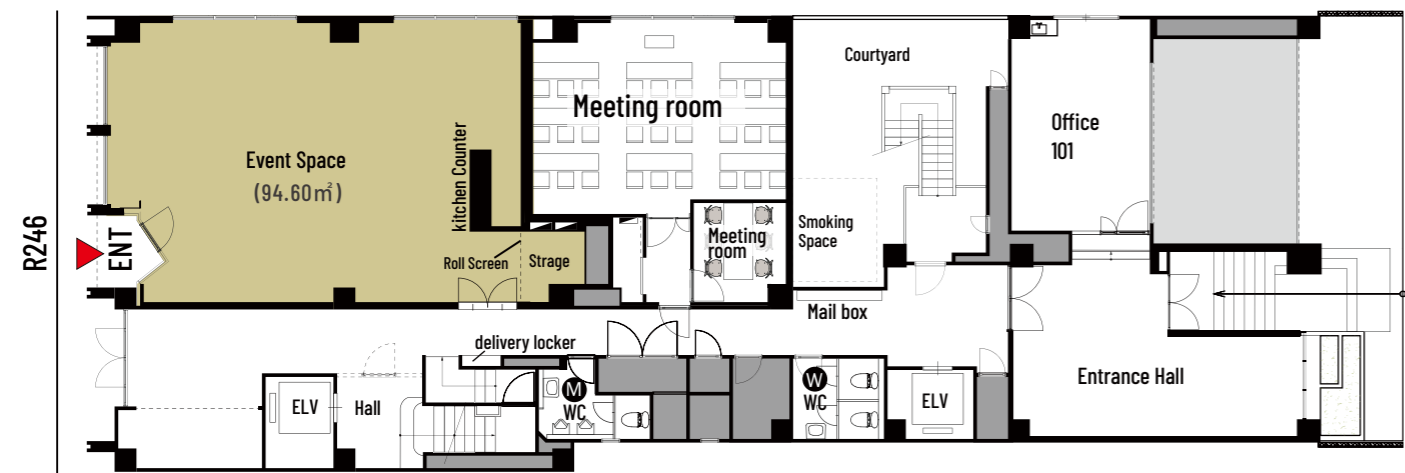 R246
ENT
Event Space
(94.60㎡)
kitchen Counter
Roll Screen
Strage
Meeting room
Meeting
room
Courtyard
Smoking
Space
Office
101
Mail box
delivery locker
ELV
Hall
M
WC
W
WC
ELV
Entrance Hall